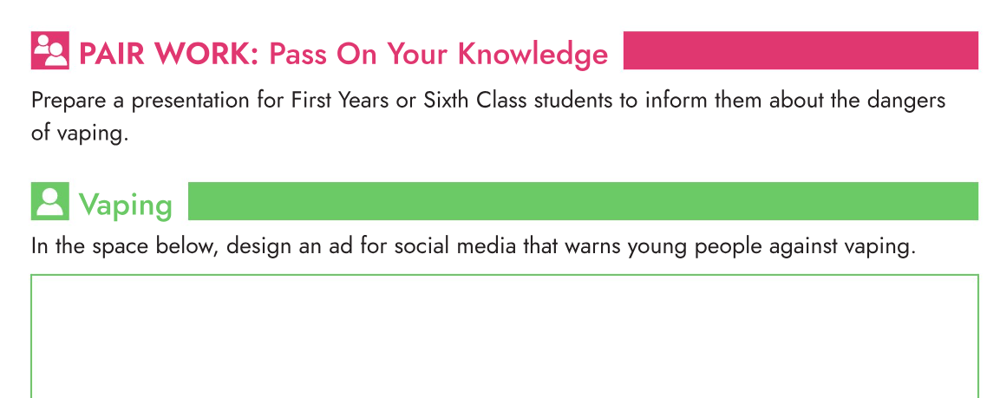 PAIR WORK: Pass On Your Knowledge
Prepare a presentation for First Years or Sixth Class students to inform them about the dangers
of vaping.
Vaping
In the space below, design an ad for social media that warns young people against vaping.